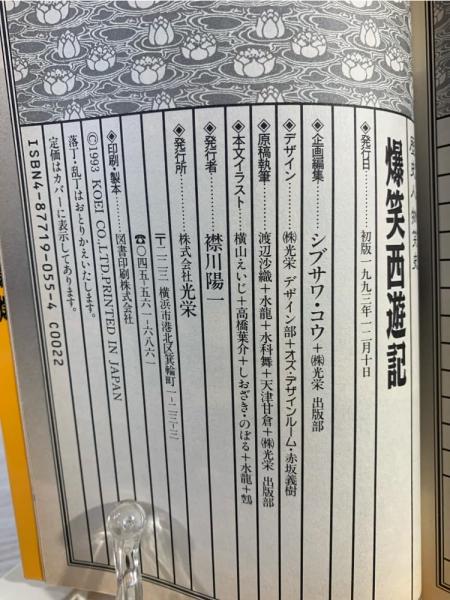 歴史人物笑史
爆笑西遊記
◆発行日……初版 一九九三年一二月十日
◆企画編集……シブサワ・コウ＋㈱光栄 出版部
◆デザイン……㈱光栄 デザイン部＋オズ・デザインルーム・赤坂義樹
◆原稿執筆……渡辺沙織＋水龍＋水科舞＋天津甘倉＋㈱光栄 出版部
◆本文イラスト……横山えいじ＋高橋葉介＋しおざき・のぼる＋水龍＋鷚
◆発行者……襟川陽一
◆発行所……株式会社光栄
〒二二三 横浜市港北区箕輪町一-二三-三
☎〇四五-五六一-六八六一
◆印刷・製本……図書印刷株式会社
©1993 KOEI CO.,LTD.PRINTED IN JAPAN
落丁・乱丁はおとりかえいたします。
定価はカバーに表示してあります。
ISBN4-87719-055-4 C0022